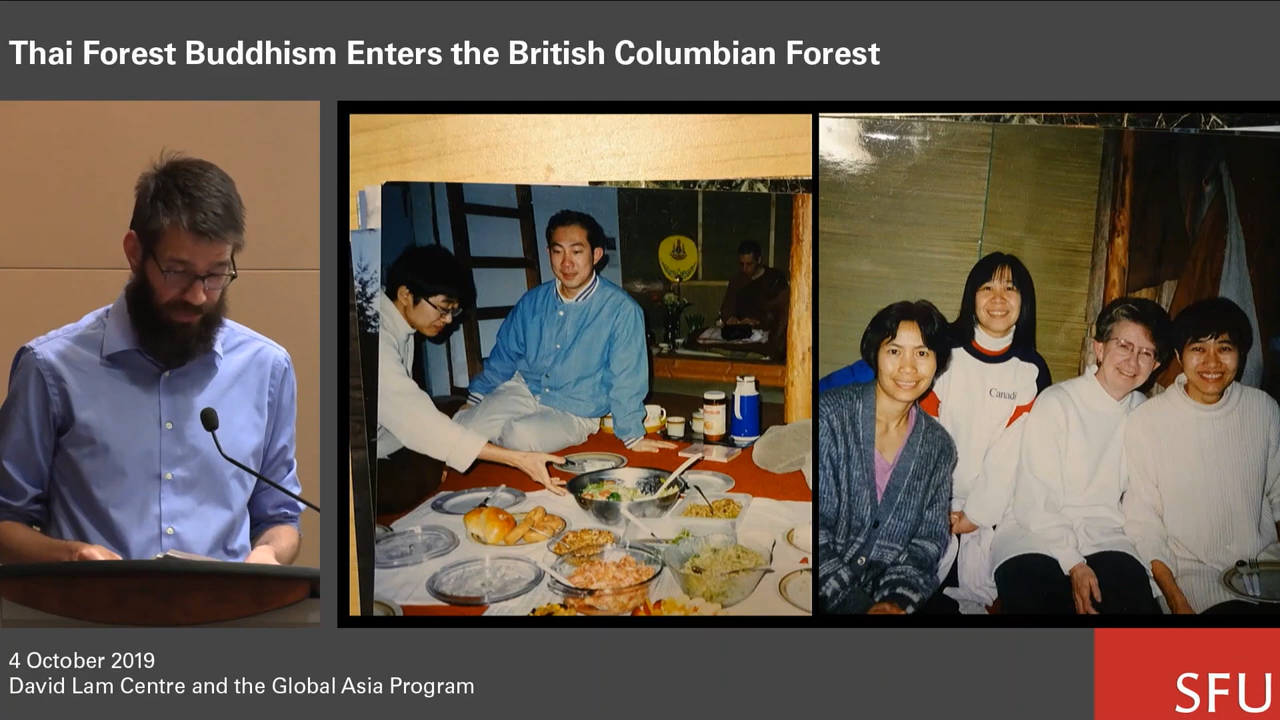 Thai Forest Buddhism Enters the British Columbian Forest
Canada
4 October 2019
David Lam Centre and the Global Asia Program
SFU